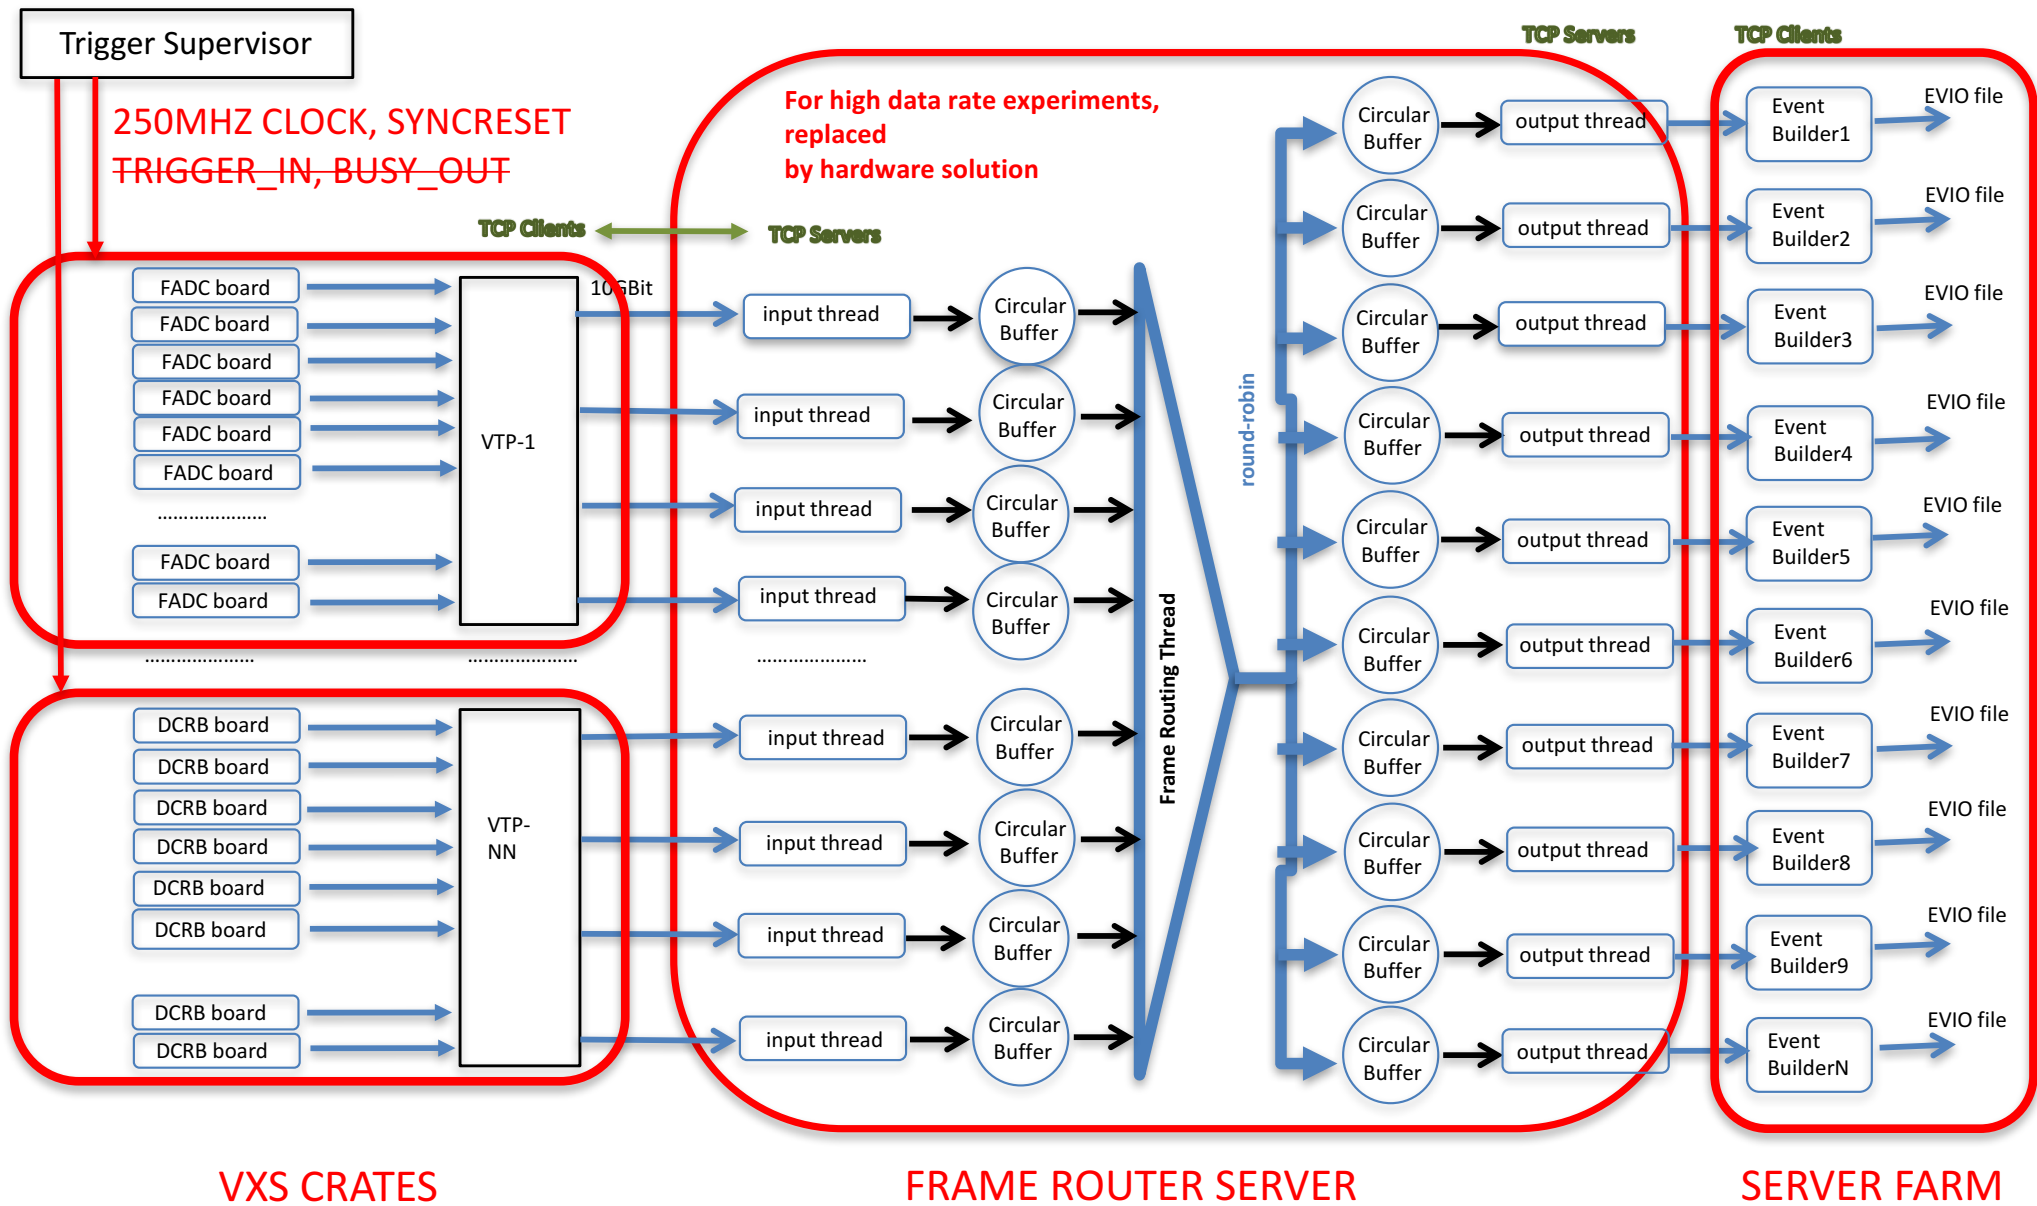 Trigger Supervisor
250MHZ CLOCK, SYNCRESET
TRIGGER_IN, BUSY_OUT
For high data rate experiments,
replaced
by hardware solution
TCP Clients
TCP Servers
TCP Servers
TCP Clients
10GBit
FADC board
FADC board
FADC board
FADC board
FADC board
FADC board
.....................
FADC board
FADC board
VTP-1
.....................
.....................
.....................
DCRB board
DCRB board
DCRB board
DCRB board
DCRB board
DCRB board
DCRB board
DCRB board
VTP-
NN
input thread
input thread
input thread
input thread
input thread
input thread
input thread
input thread
Circular
Buffer
Circular
Buffer
Circular
Buffer
Circular
Buffer
Circular
Buffer
Circular
Buffer
Circular
Buffer
Circular
Buffer
Frame Routing Thread
round-robin
Circular
Buffer
output thread
Event
Builder1
EVIO file
Circular
Buffer
output thread
Event
Builder2
EVIO file
Circular
Buffer
output thread
Event
Builder3
EVIO file
Circular
Buffer
output thread
Event
Builder4
EVIO file
Circular
Buffer
output thread
Event
Builder5
EVIO file
Circular
Buffer
output thread
Event
Builder6
EVIO file
Circular
Buffer
output thread
Event
Builder7
EVIO file
Circular
Buffer
output thread
Event
Builder8
EVIO file
Circular
Buffer
output thread
Event
Builder9
EVIO file
Circular
Buffer
output thread
Event
BuilderN
EVIO file
VXS CRATES
FRAME ROUTER SERVER
SERVER FARM